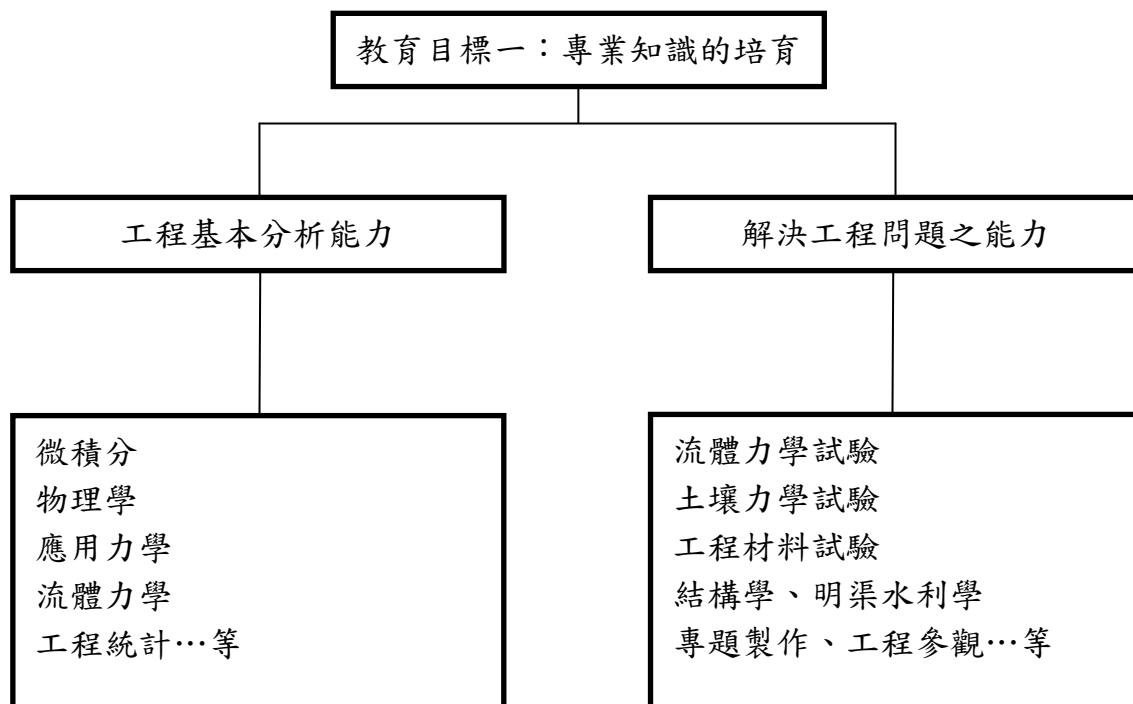 教育目標一：專業知識的培育
工程基本分析能力
解決工程問題之能力
微積分
物理學
應用力學
流體力學
工程統計…等
流體力學試驗
土壤力學試驗
工程材料試驗
結構學、明渠水利學
專題製作、工程參觀…等